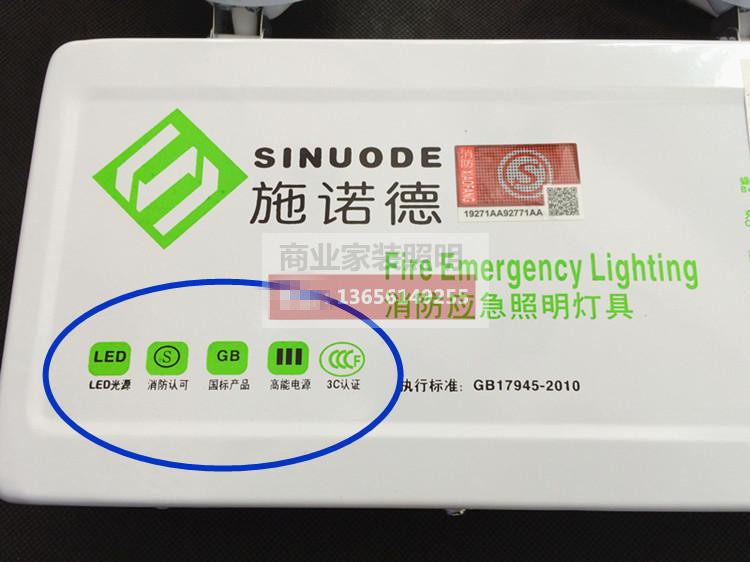 SINUODE
施诺德
消防 XIAOFANG
S
19271AA92771AA
商业家装照明
13656149255
Fire Emergency Lighting
消防应急照明灯具
LED
S
GB
CCCF
LED光源
消防认可
国标产品
高能电源
3C认证
执行标准：GB17945-2010